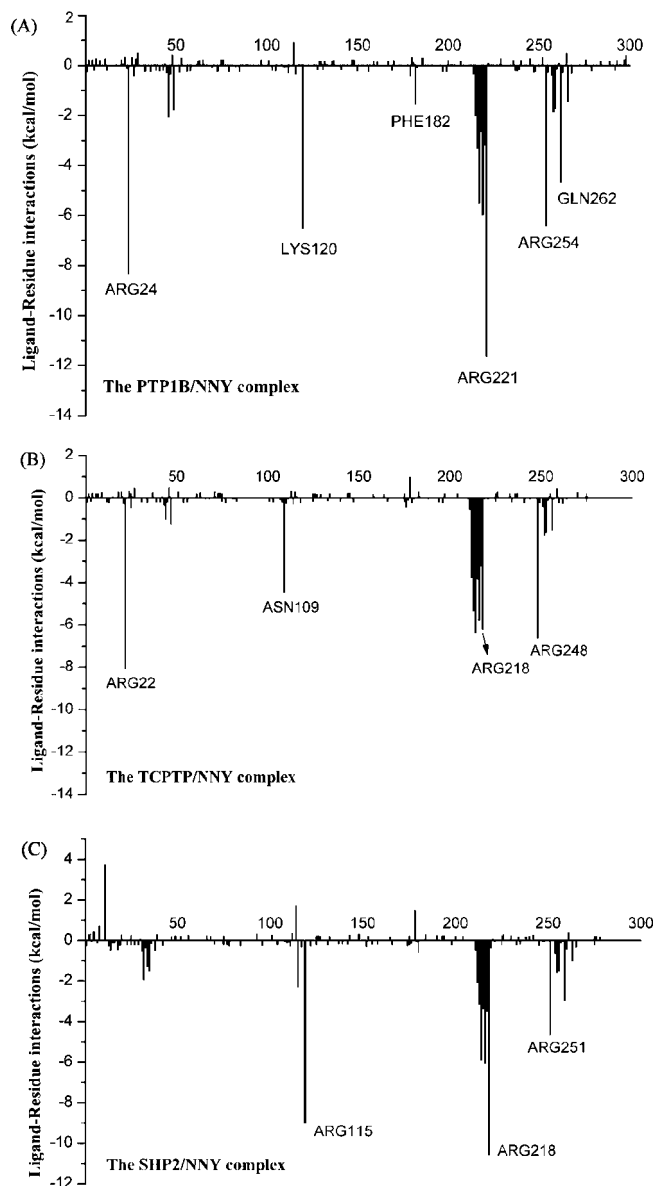 (A)
2
0
-2
-4
-6
-8
-10
-12
-14
50
100
150
200
250
300
Ligand-Residue interactions (kcal/mol)
PHE182
GLN262
LYS120
ARG254
ARG24
ARG221
The PTP1B/NNY complex
(B)
2
0
-2
-4
-6
-8
-10
-12
-14
50
100
150
200
250
300
Ligand-Residue interactions (kcal/mol)
ASN109
ARG248
ARG218
ARG22
The TCPTP/NNY complex
(C)
4
2
0
-2
-4
-6
-8
-10
-12
50
100
150
200
250
300
Ligand-Residue interactions (kcal/mol)
ARG251
ARG115
ARG218
The SHP2/NNY complex